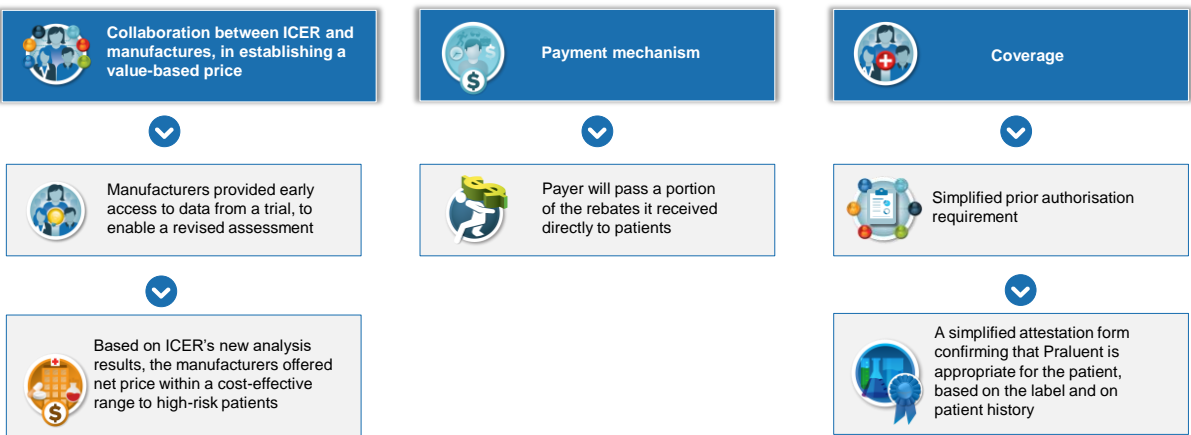 Collaboration between ICER and
manufactures, in establishing a
value-based price
Manufacturers provided early
access to data from a trial, to
enable a revised assessment
Based on ICER's new analysis
results, the manufacturers offered
net price within a cost-effective
range to high-risk patients
$
Payment mechanism
$
Payer will pass a portion
of the rebates it received
directly to patients
Coverage
Simplified prior authorisation
requirement
A simplified attestation form
confirming that Praluent is
appropriate for the patient,
based on the label and on
patient history